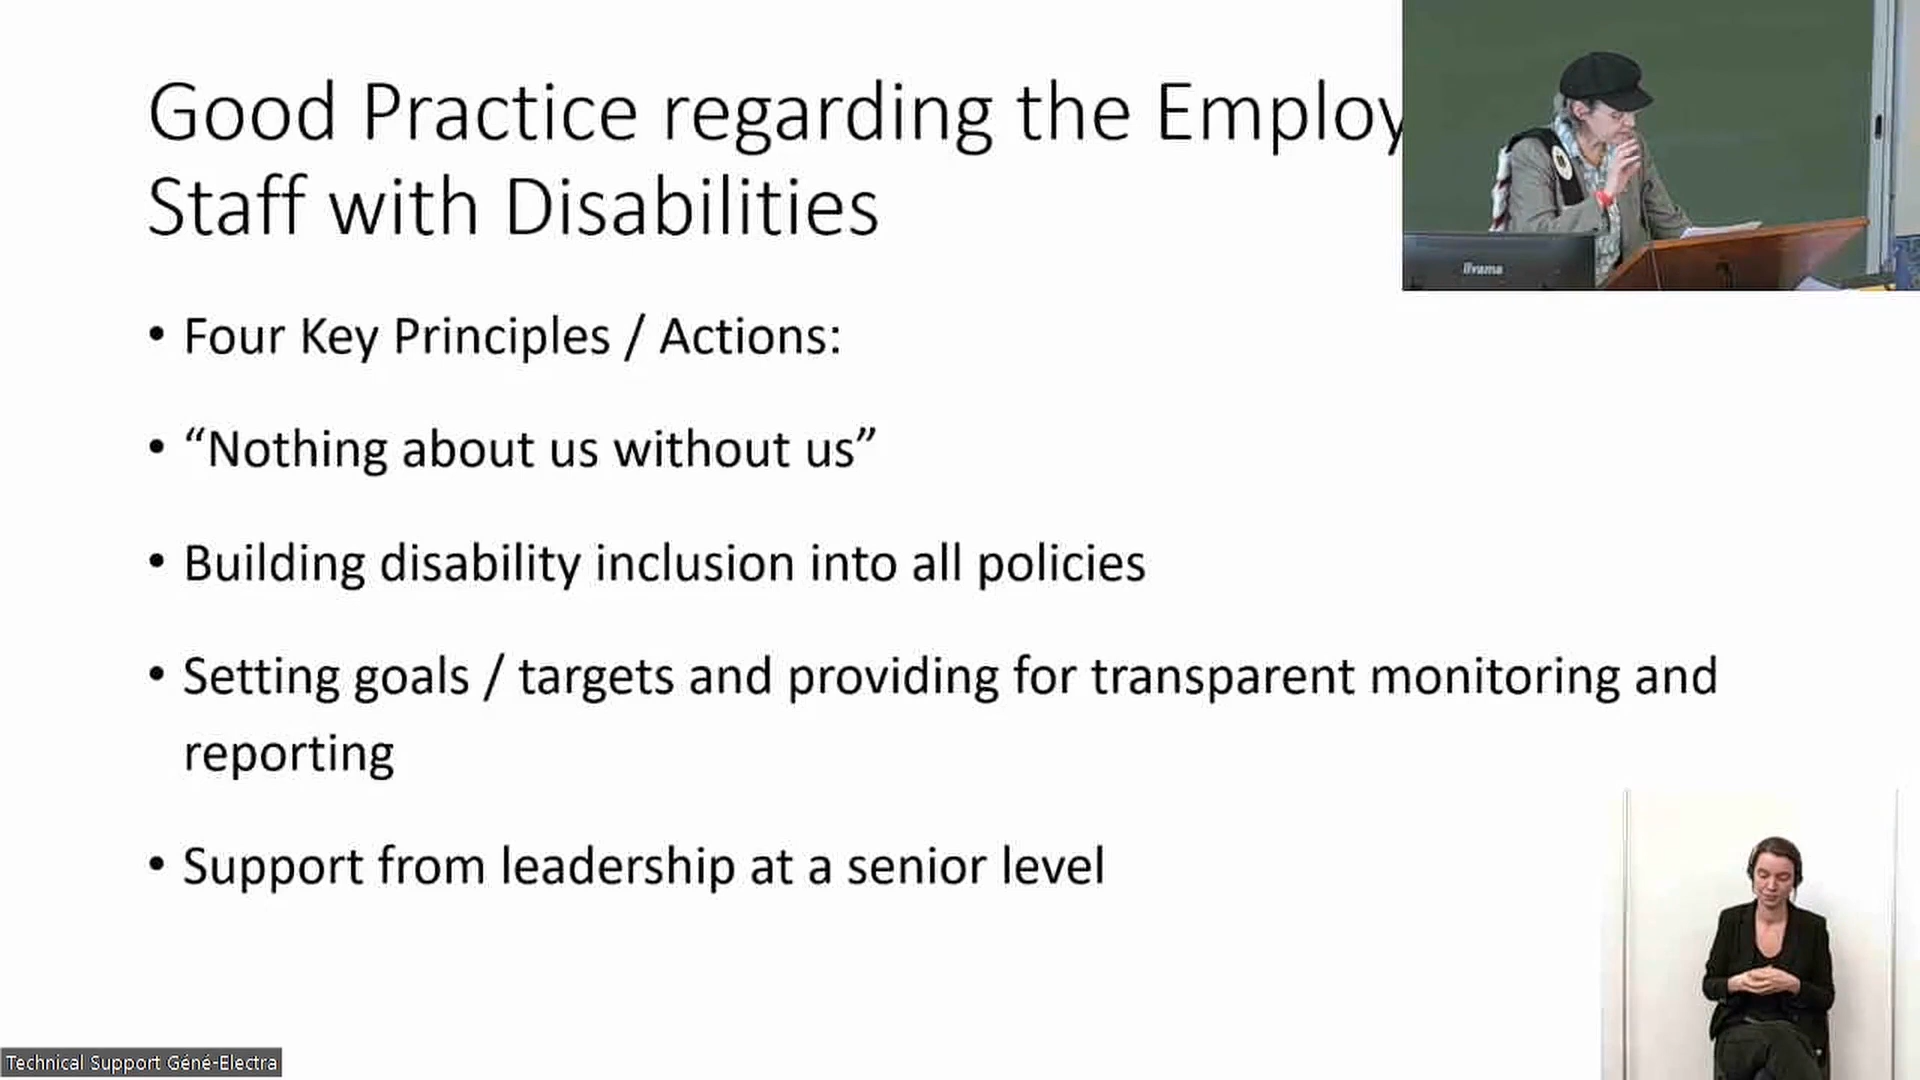 Good Practice regarding the Employ
Staff with Disabilities
• Four Key Principles / Actions:
• “Nothing about us without us”
• Building disability inclusion into all policies
• Setting goals / targets and providing for transparent monitoring and
reporting
• Support from leadership at a senior level
iiyama
Technical Support Géné-Electra